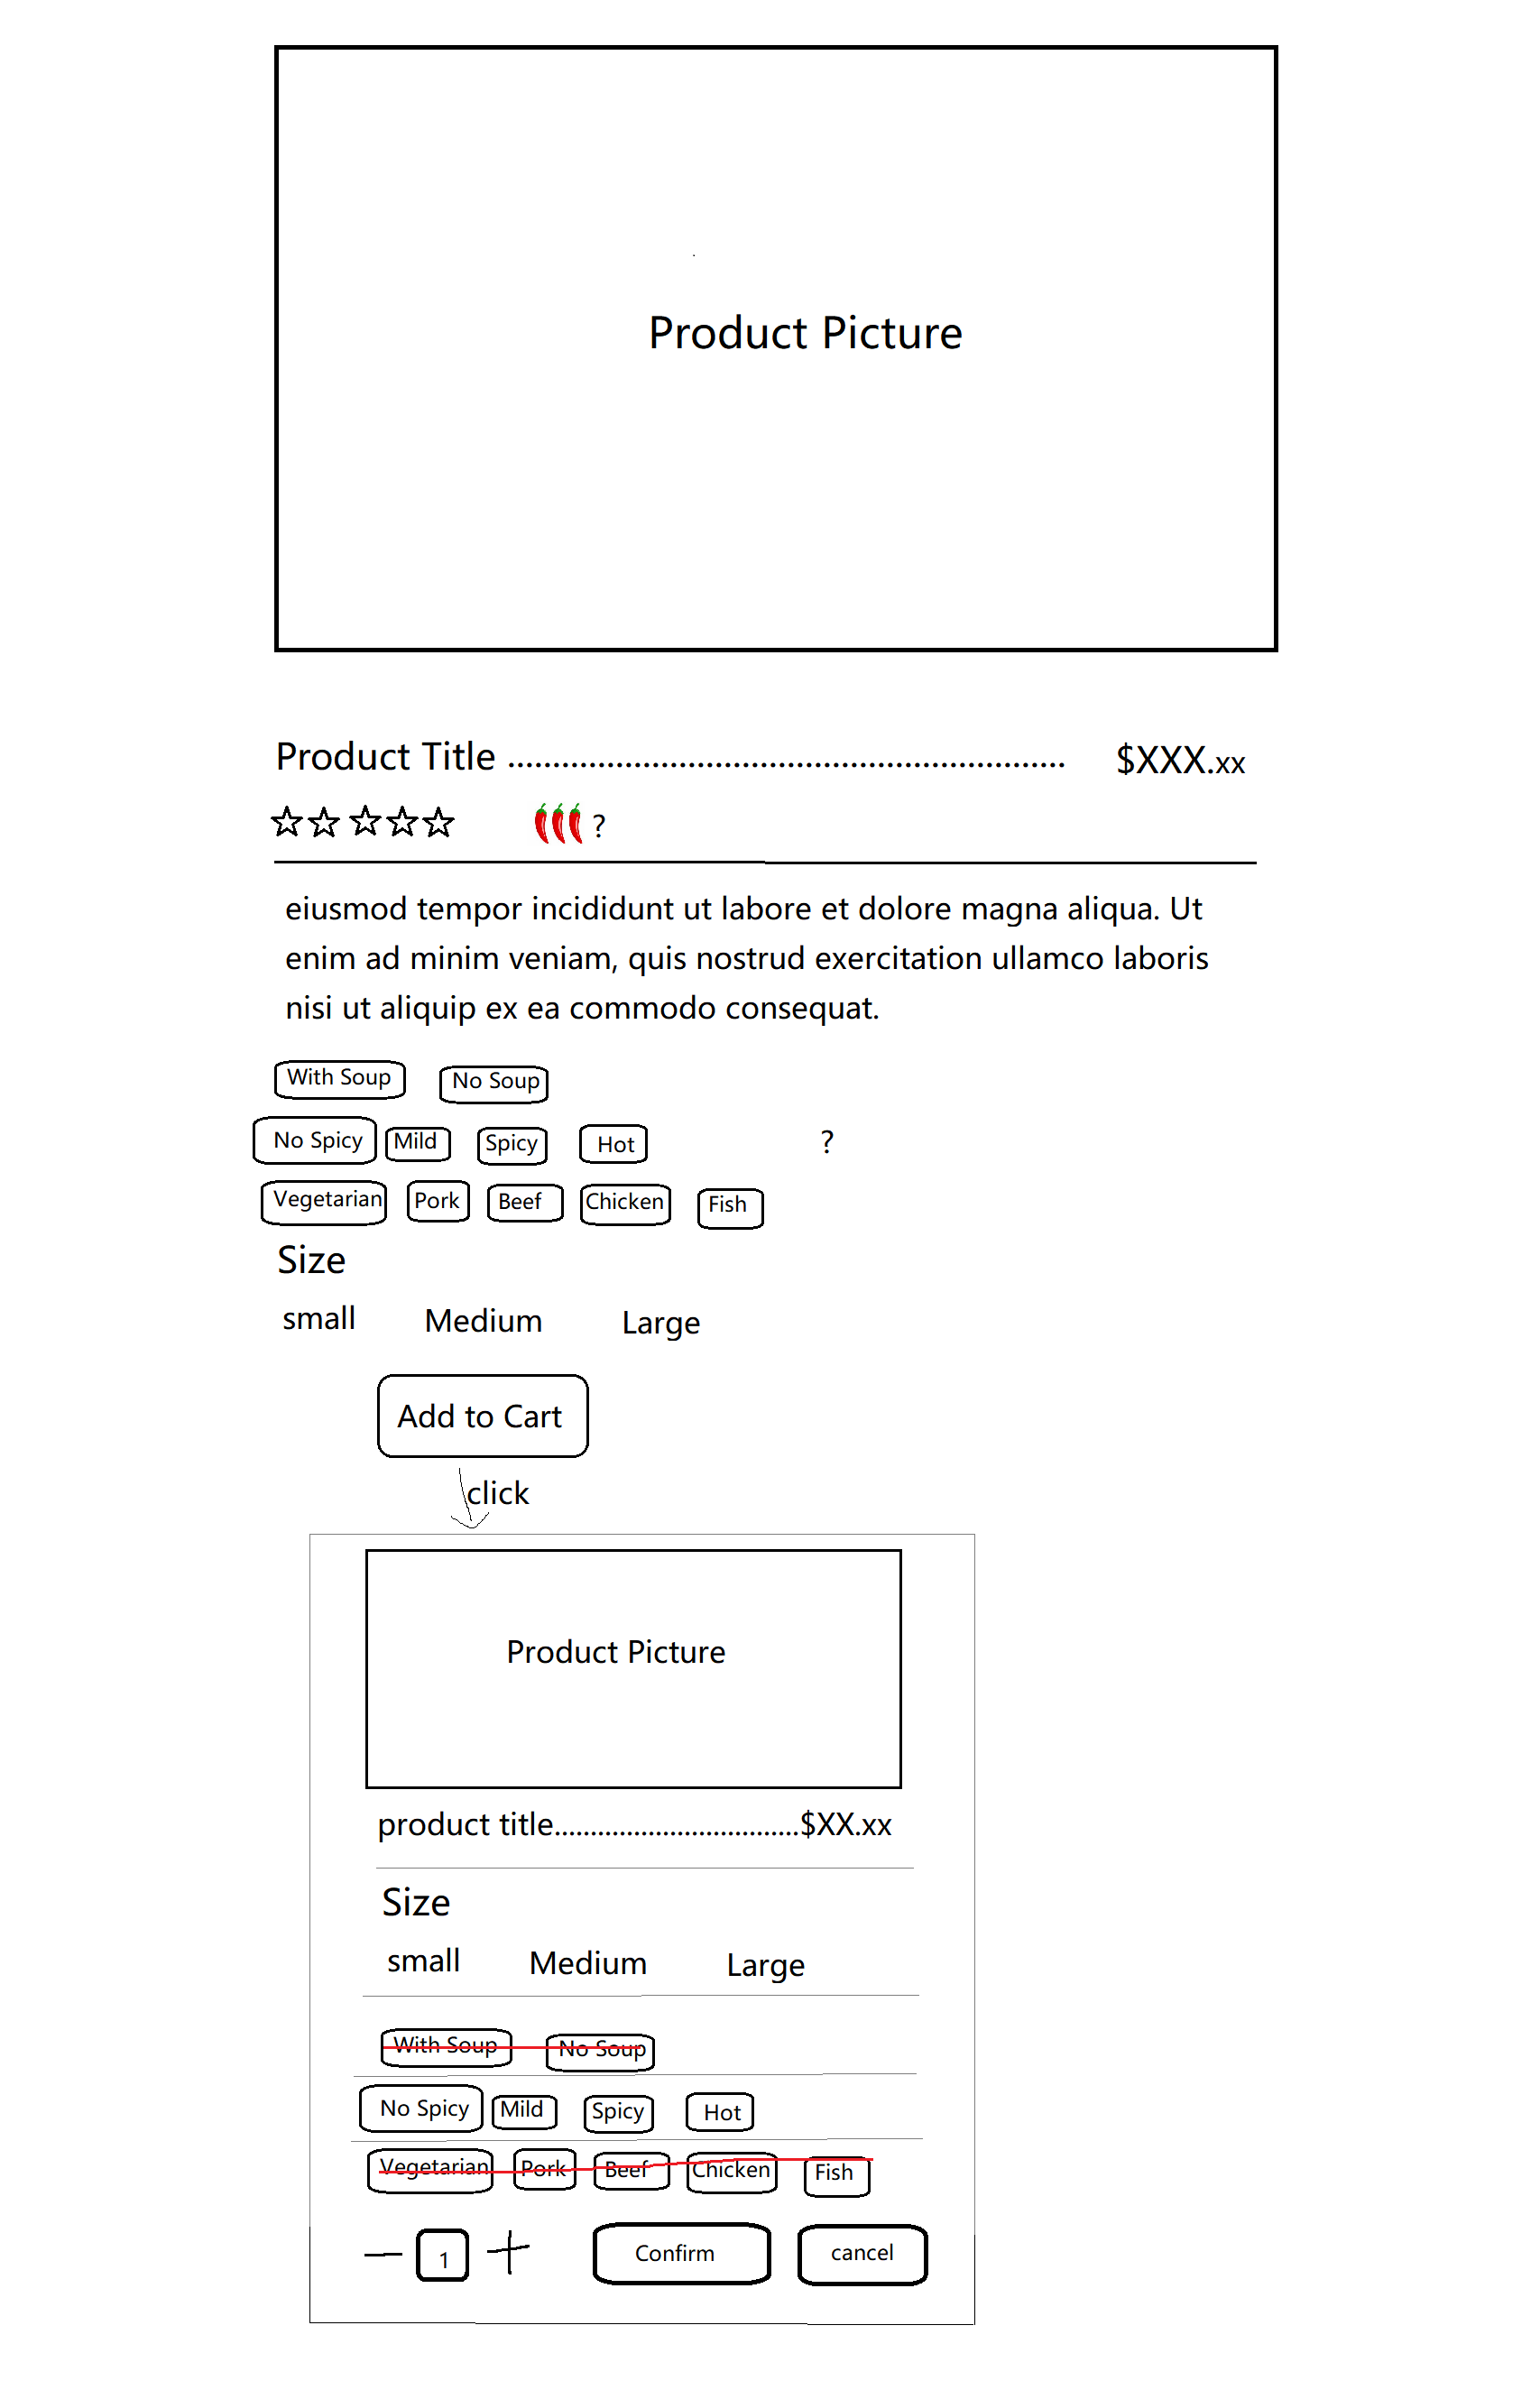 Product Picture
Product Title .............................................................. $XXX.xx
?
eiusmod tempor incididunt ut labore et dolore magna aliqua. Ut
enim ad minim veniam, quis nostrud exercitation ullamco laboris
nisi ut aliquip ex ea commodo consequat.
With Soup No Soup
No Spicy Mild Spicy Hot ?
Vegetarian Pork Beef Chicken Fish
Size
small Medium Large
Add to Cart
click
Product Picture
product title..................................$XX.xx
Size
small Medium Large
With Soup No Soup
No Spicy Mild Spicy Hot
Vegetarian Pork Beef Chicken Fish
1 Confirm cancel